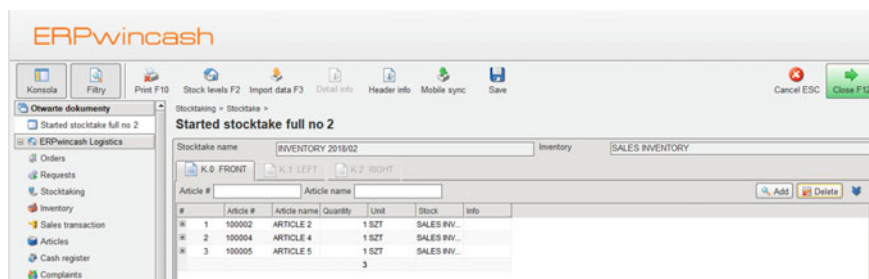 ERPwincash
Konsola Filtry Print F10 Stock levels F2 Import data F3 Detail info Header info Mobile sync Save Cancel ESC Close F12
Otwarte dokumenty
Started stocktake full no 2
ERPwincash Logistics
Orders
Requests
Stocktaking
Inventory
Sales transaction
Articles
Cash register
Complaints
Stocktaking > Stocktake >
Started stocktake full no 2
Stocktake name INVENTORY 2018/02 Inventory SALES INVENTORY
K.0 FRONT K.1 LEFT K.2 RIGHT
Article # Article name Add Delete
# Article # Article name Quantity Unit Stock Info
1 100002 ARTICLE 2 1 SZT SALES INV...
2 100004 ARTICLE 4 1 SZT SALES INV...
3 100005 ARTICLE 5 1 SZT SALES INV...
3